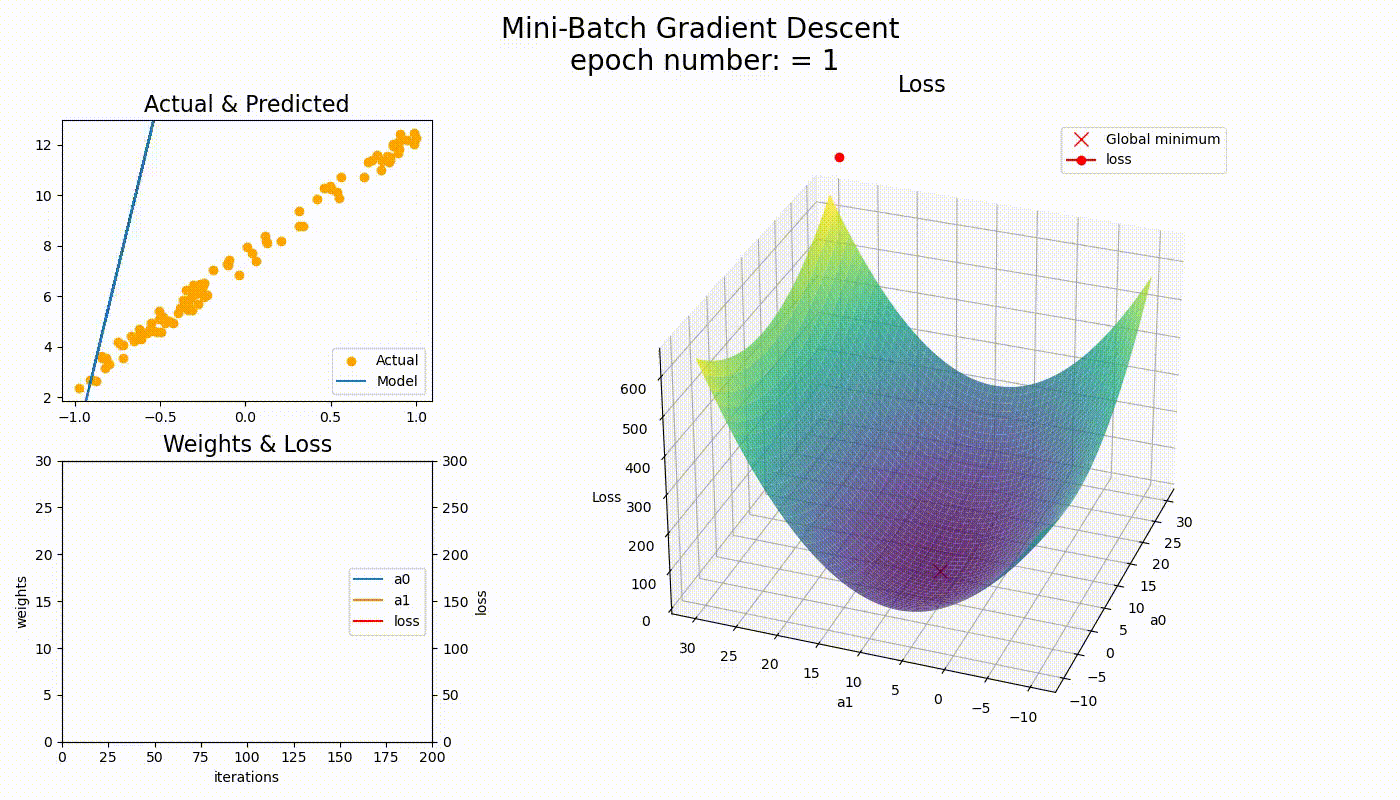 Mini-Batch Gradient Descent
epoch number: = 1
Actual & Predicted
12
10
8
6
4
2
−1.0 −0.5 0.0 0.5 1.0
Actual
Model
Weights & Loss
30
25
20
15
10
5
0
weights
300
250
200
150
100
50
0
loss
a0
a1
loss
0 25 50 75 100 125 150 175 200
iterations
Loss
Global minimum
loss
600
500
400
300
200
100
0
Loss
30 25 20 15 10 5 0 −5 −10
a1
30
25
20
15
10
5
0
−5
−10
a0